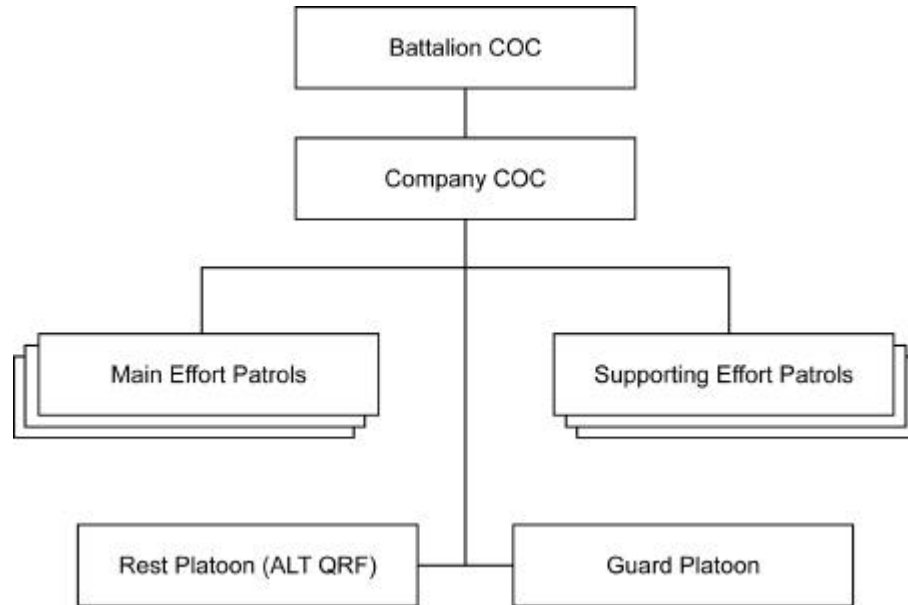 Battalion COC
Company COC
Main Effort Patrols
Supporting Effort Patrols
Rest Platoon (ALT QRF)
Guard Platoon